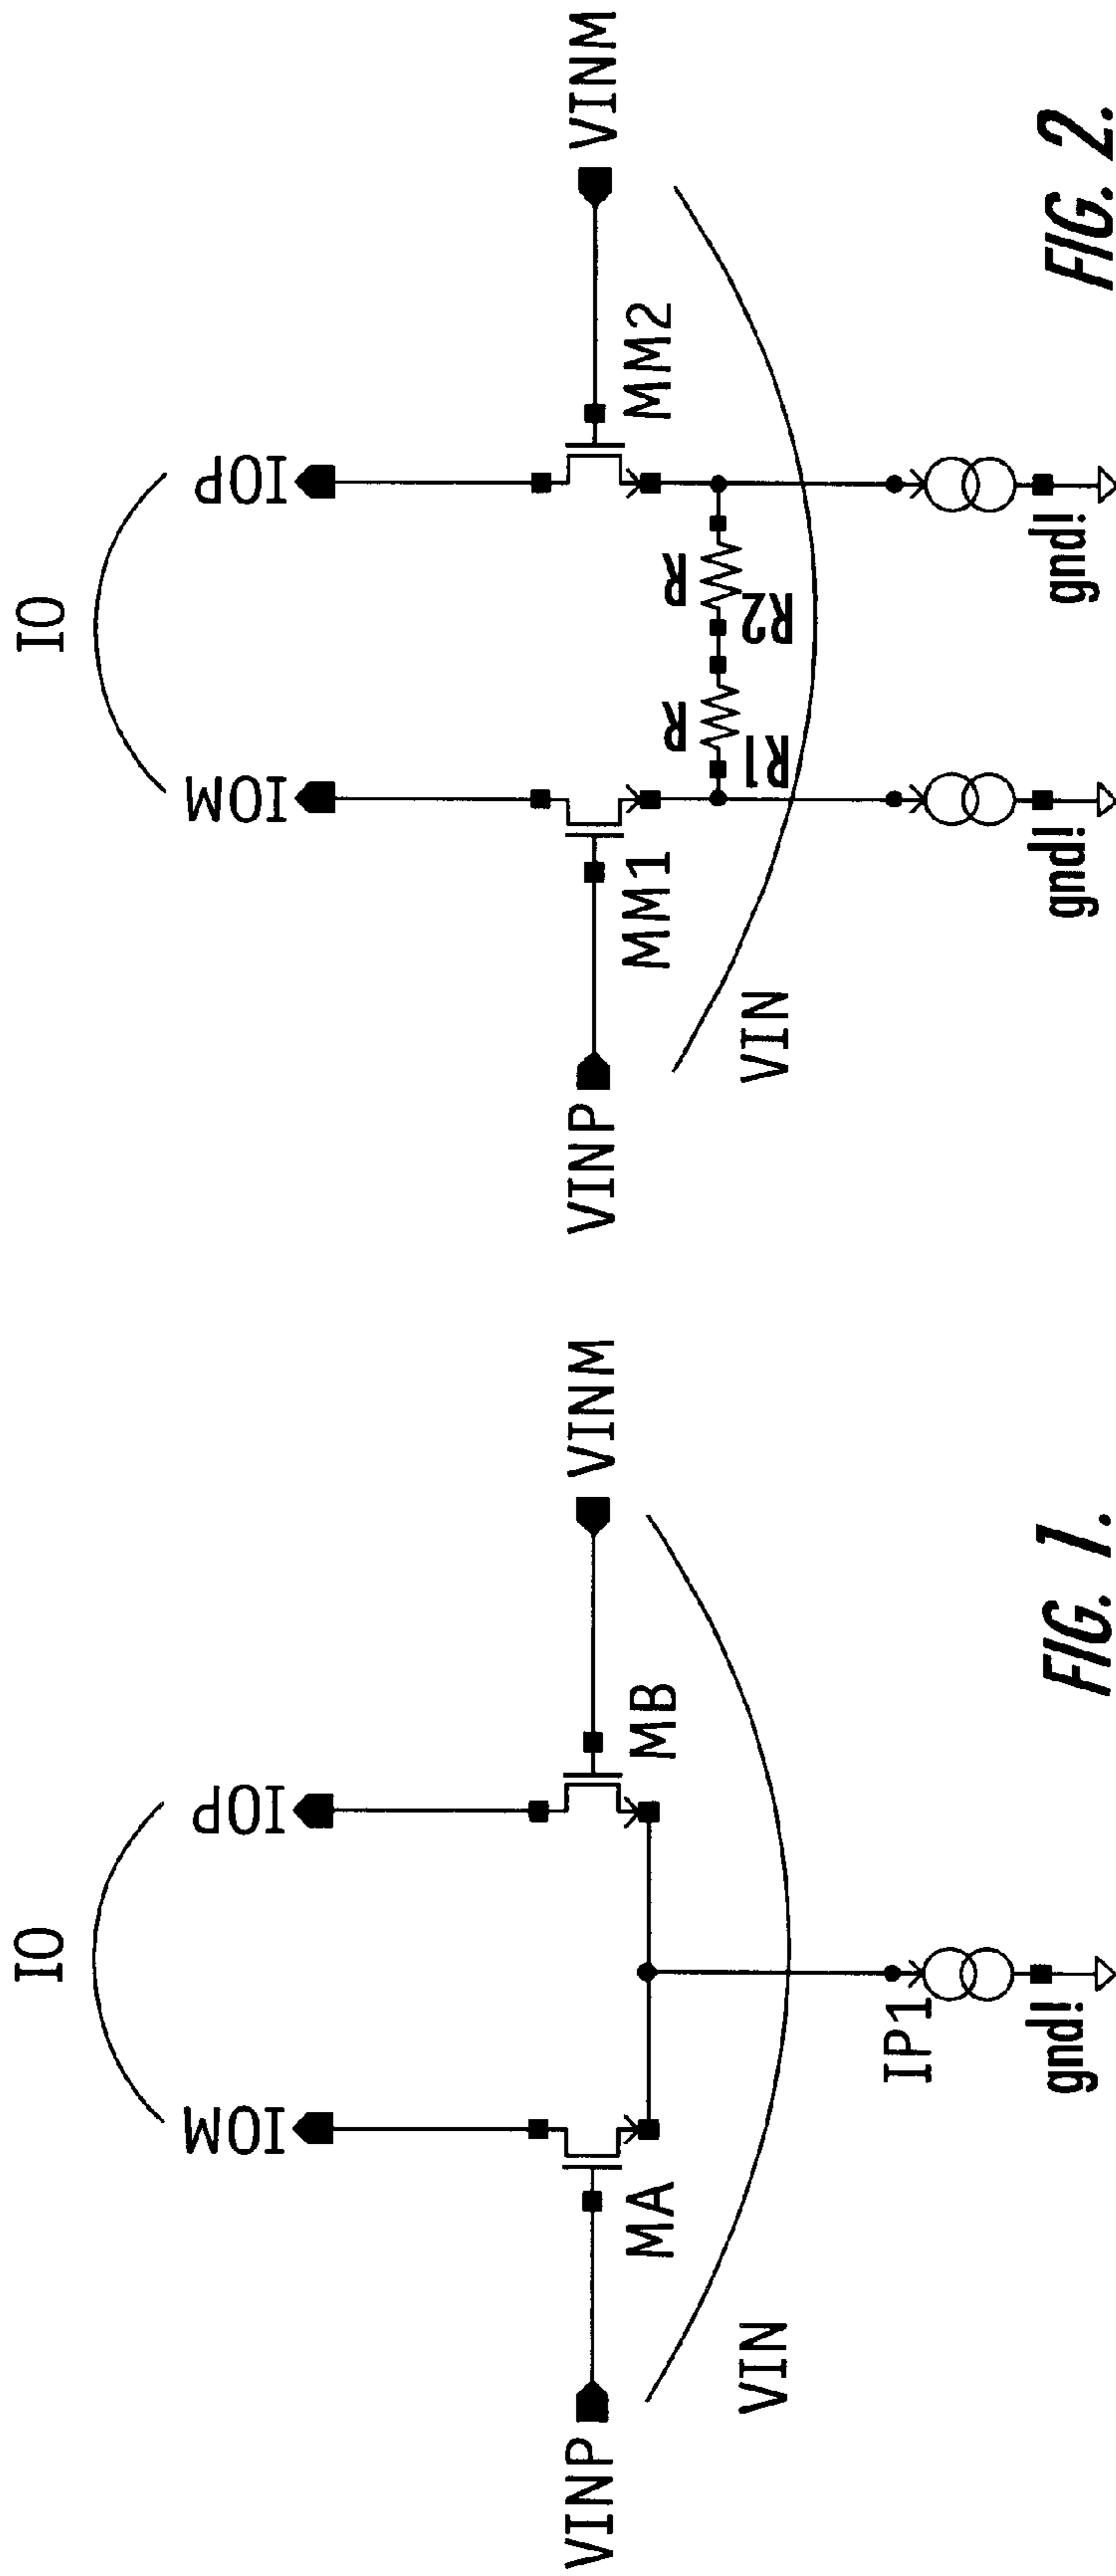 IO
IOM
IOP
VINP
MA
MB
VINM
VIN
IP1
gnd!
FIG. 1.
IO
IOM
IOP
VINP
MM1
MM2
VINM
R
R
R1
R2
VIN
gnd!
gnd!
FIG. 2.